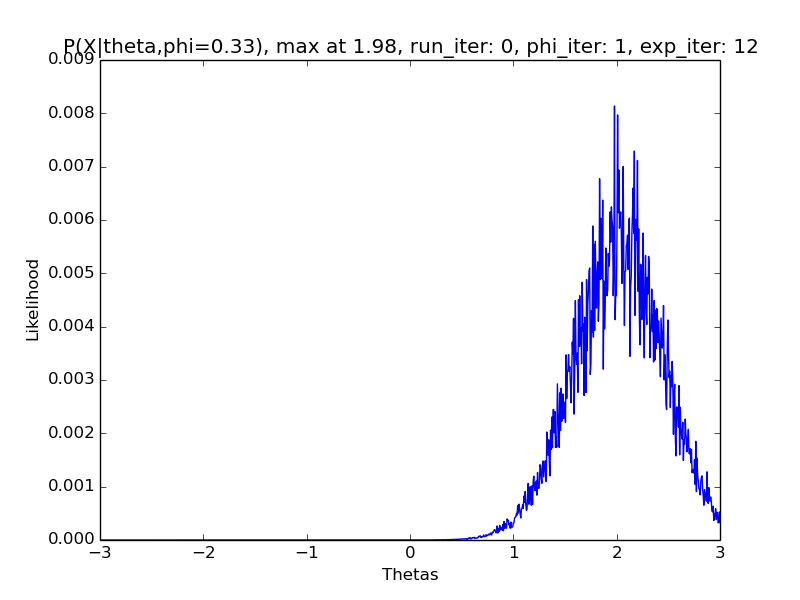 P(X|theta,phi=0.33), max at 1.98, run_iter: 0, phi_iter: 1, exp_iter: 12
0.009
0.008
0.007
0.006
0.005
0.004
0.003
0.002
0.001
0.000
Likelihood
−3 −2 −1 0 1 2 3
Thetas